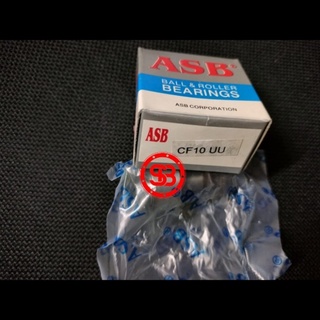 ASB®
BALL & ROLLER
BEARINGS
ASB CORPORATION
ASB
CF10 UU